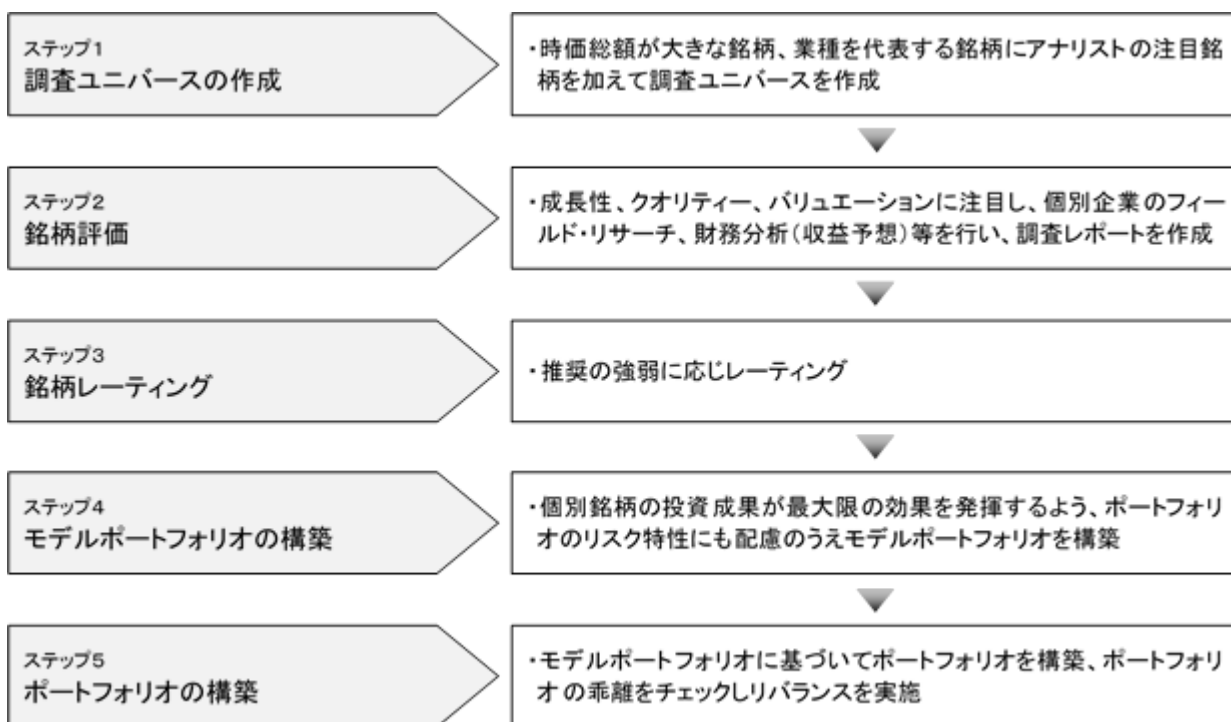 ステップ1
調査ユニバースの作成
・時価総額が大きな銘柄、業種を代表する銘柄にアナリストの注目銘
柄を加えて調査ユニバースを作成
ステップ2
銘柄評価
・成長性、クオリティー、バリュエーションに注目し、個別企業のフィー
ルド・リサーチ、財務分析(収益予想)等を行い、調査レポートを作成
ステップ3
銘柄レーティング
・推奨の強弱に応じレーティング
ステップ4
モデルポートフォリオの構築
・個別銘柄の投資成果が最大限の効果を発揮するよう、ポートフォリ
オのリスク特性にも配慮のうえモデルポートフォリオを構築
ステップ5
ポートフォリオの構築
・モデルポートフォリオに基づいてポートフォリオを構築、ポートフォリ
オの乖離をチェックしリバランスを実施